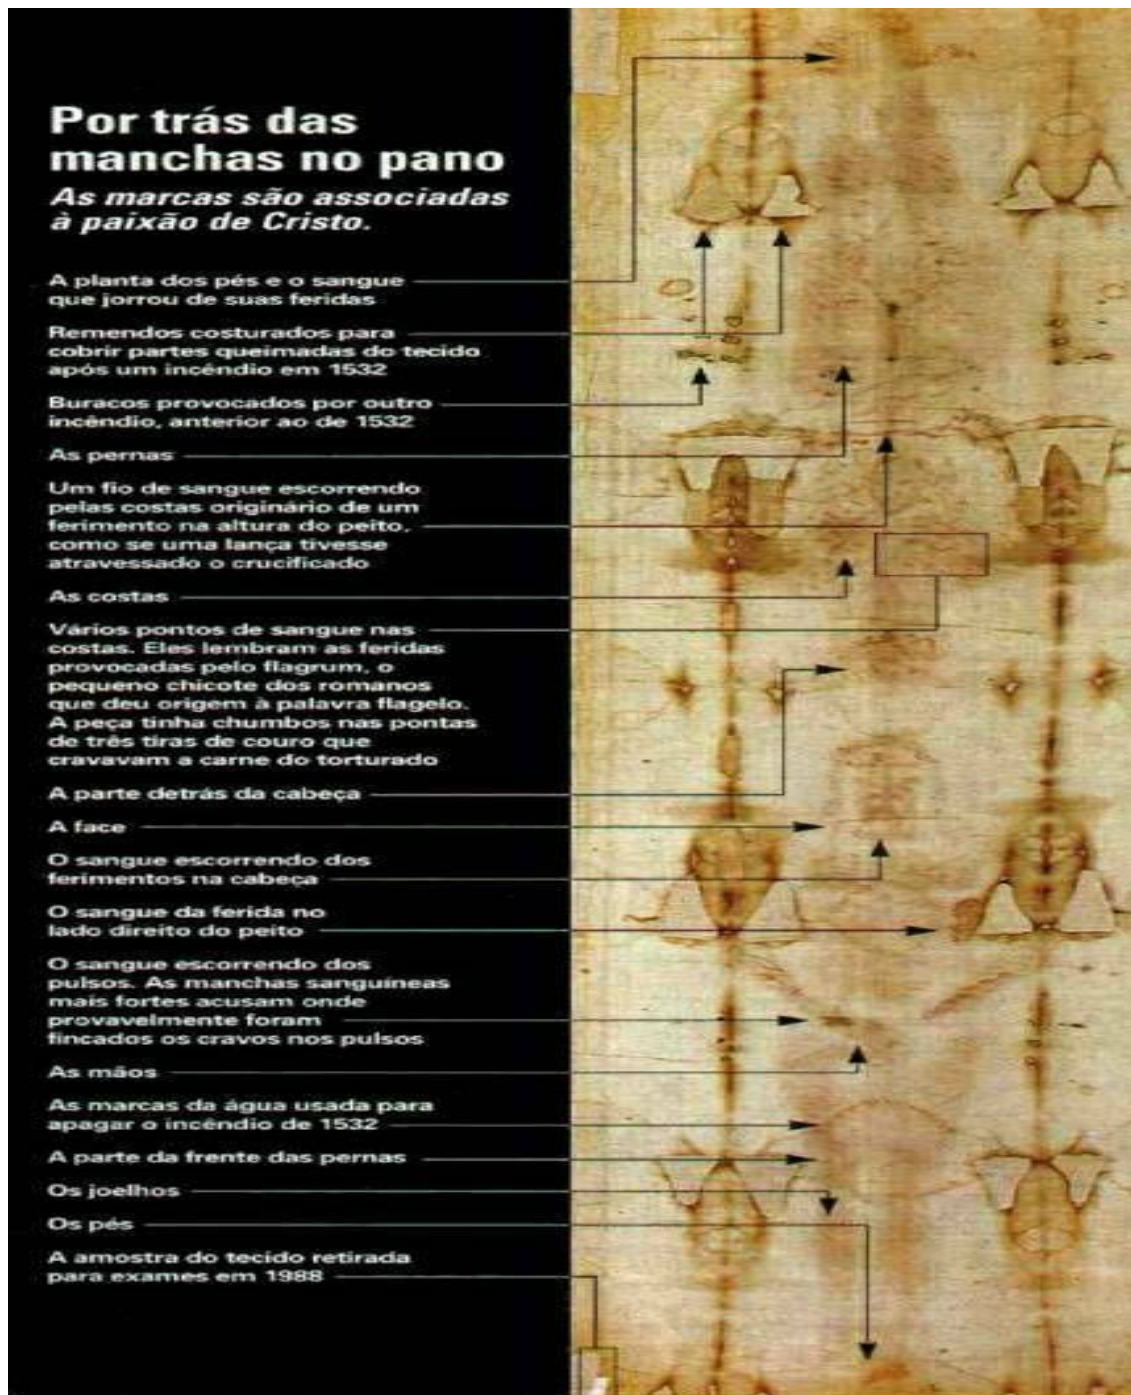 Por trás das
manchas no pano
As marcas são associadas
à paixão de Cristo.
A planta dos pés e o sangue
que jorrou de suas feridas
Remendos costurados para
cobrir partes queimadas do tecido
após um incêndio em 1532
Buracos provocados por outro
incêndio, anterior ao de 1532
As pernas
Um fio de sangue escorrendo
pelas costas originário de um
ferimento na altura do peito,
como se uma lança tivesse
atravessado o crucificado
As costas
Vários pontos de sangue nas
costas. Eles lembram as feridas
provocadas pelo flagrum, o
pequeno chicote dos romanos
que deu origem à palavra flagelo.
A peça tinha chumbos nas pontas
de três tiras de couro que
cravavam a carne do torturado
A parte detrás da cabeça
A face
O sangue escorrendo dos
ferimentos na cabeça
O sangue da ferida no
lado direito do peito
O sangue escorrendo dos
pulsos. As manchas sanguíneas
mais fortes acusam onde
provavelmente foram
fincados os cravos nos pulsos
As mãos
As marcas da água usada para
apagar o incêndio de 1532
A parte da frente das pernas
Os joelhos
Os pés
A amostra do tecido retirada
para exames em 1988